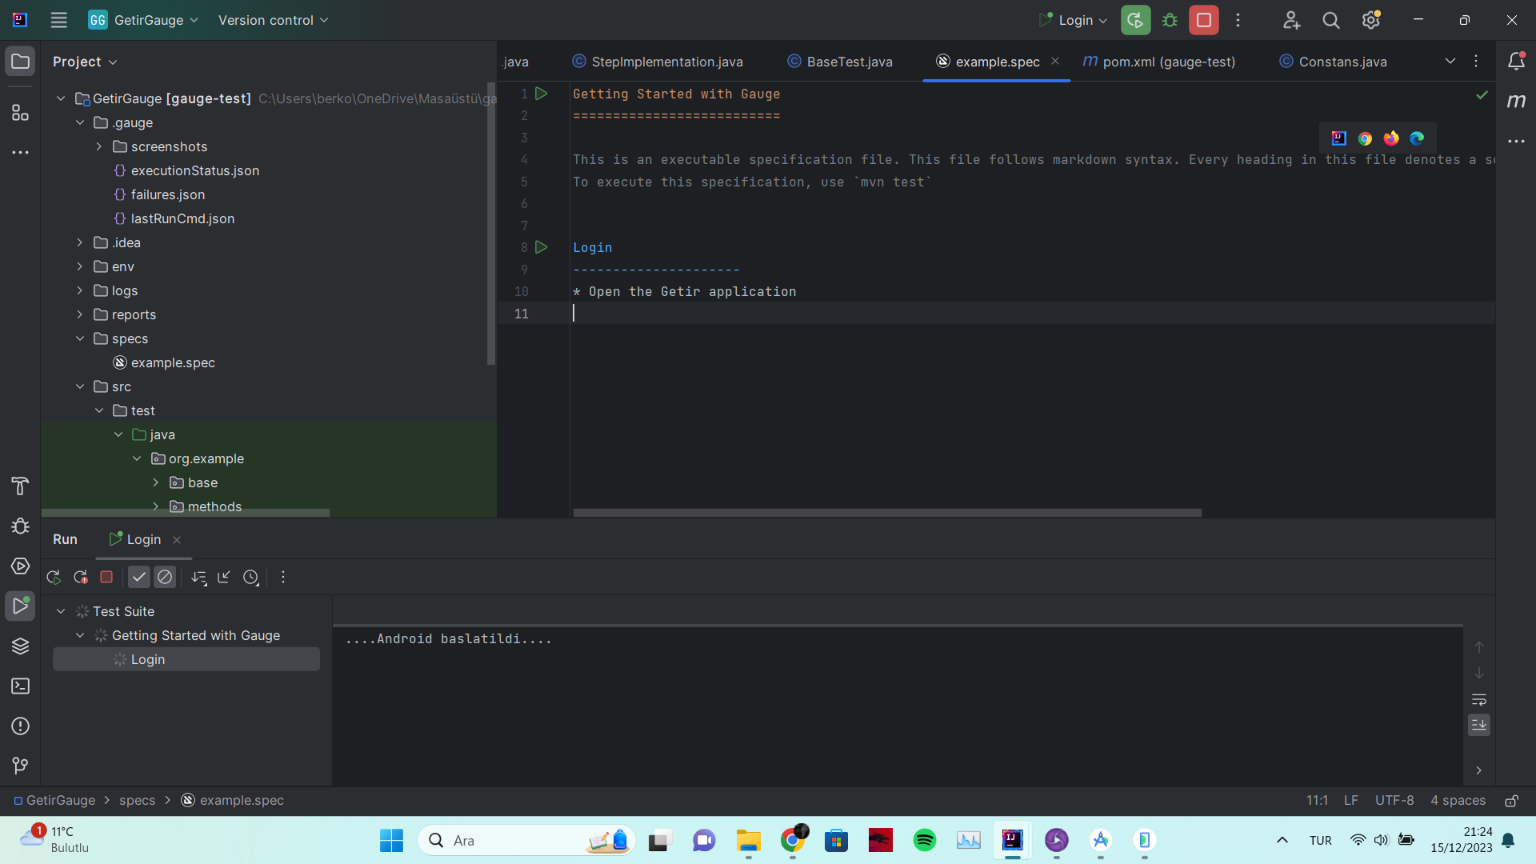 GG GetirGauge Version control Login
Project
.java StepImplementation.java BaseTest.java example.spec m pom.xml (gauge-test) Constans.java
GetirGauge [gauge-test] C:\Users\berko\OneDrive\Masaüstü\ga
.gauge
screenshots
{} executionStatus.json
{} failures.json
{} lastRunCmd.json
.idea
env
logs
reports
specs
example.spec
src
test
java
org.example
base
methods
1 Getting Started with Gauge
2 ==========================
3
4 This is an executable specification file. This file follows markdown syntax. Every heading in this file denotes a sc
5 To execute this specification, use `mvn test`
6
7
8 Login
9 ---------------------
10 * Open the Getir application
11
Run Login
Test Suite
Getting Started with Gauge
Login
....Android baslatildi....
GetirGauge > specs > example.spec 11:1 LF UTF-8 4 spaces
1 11°C
Bulutlu
Ara
TUR
21:24
15/12/2023